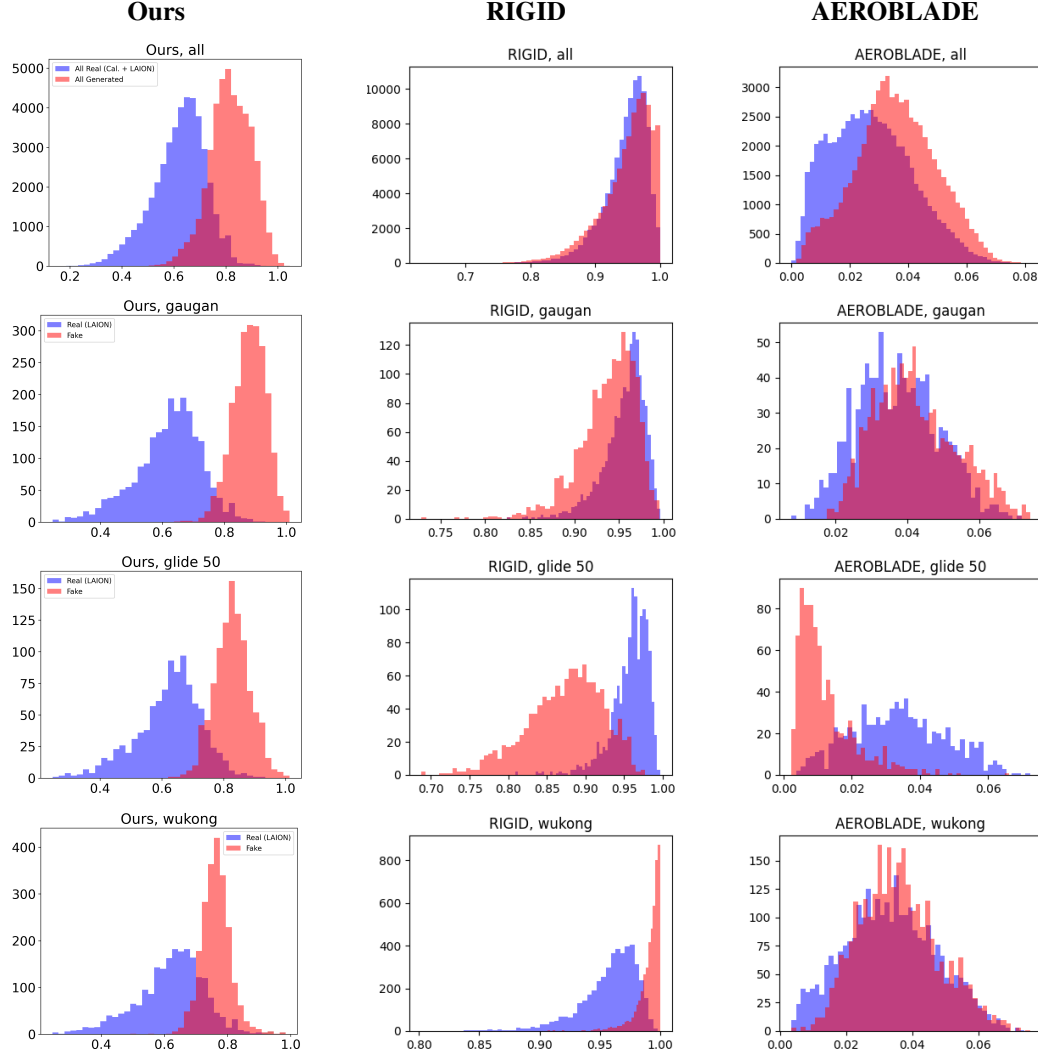 Ours RIGID AEROBLADE
Ours, all
All Real (Cal. + LAION)
All Generated
5000
4000
3000
2000
1000
0
0.2 0.4 0.6 0.8 1.0
RIGID, all
10000
8000
6000
4000
2000
0
0.7 0.8 0.9 1.0
AEROBLADE, all
3000
2500
2000
1500
1000
500
0
0.00 0.02 0.04 0.06 0.08
Ours, gaugan
Real (LAION)
Fake
300
250
200
150
100
50
0
0.4 0.6 0.8 1.0
RIGID, gaugan
120
100
80
60
40
20
0
0.75 0.80 0.85 0.90 0.95 1.00
AEROBLADE, gaugan
50
40
30
20
10
0
0.02 0.04 0.06
Ours, glide 50
Real (LAION)
Fake
150
125
100
75
50
25
0
0.4 0.6 0.8 1.0
RIGID, glide 50
100
80
60
40
20
0
0.70 0.75 0.80 0.85 0.90 0.95 1.00
AEROBLADE, glide 50
80
60
40
20
0
0.00 0.02 0.04 0.06
Ours, wukong
Real (LAION)
Fake
400
300
200
100
0
0.4 0.6 0.8 1.0
RIGID, wukong
800
600
400
200
0
0.80 0.85 0.90 0.95 1.00
AEROBLADE, wukong
150
125
100
75
50
25
0
0.00 0.02 0.04 0.06